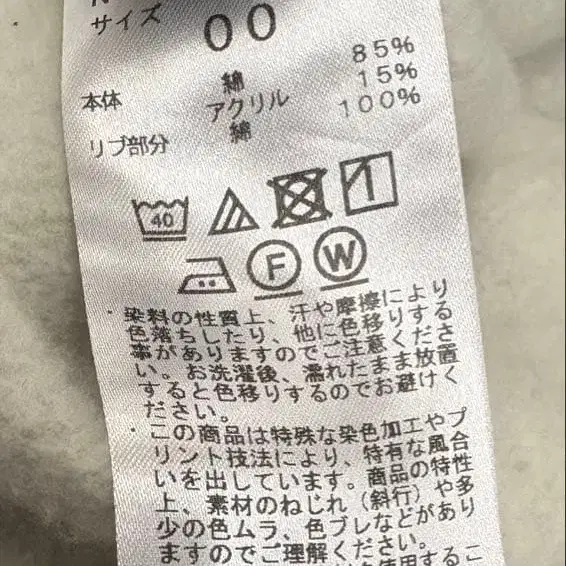 サイズ 00
本体 綿 85%
アクリル 15%
リブ部分 綿 100%
40
F W
・染料の性質上、汗や摩擦により
色落ちしたり、他に色移りする
事がありますのでご注意くださ
い。お洗濯後、濡れたまま放置
すると色移りするのでお避けく
ださい。
・この商品は特殊な染色加工やプ
リント技法により、特有な風合
いを出しています。商品の特性
上、素材のねじれ（斜行）や多
少の色ムラ、色ブレなどがあり
ますのでご理解ください。
使用するこ